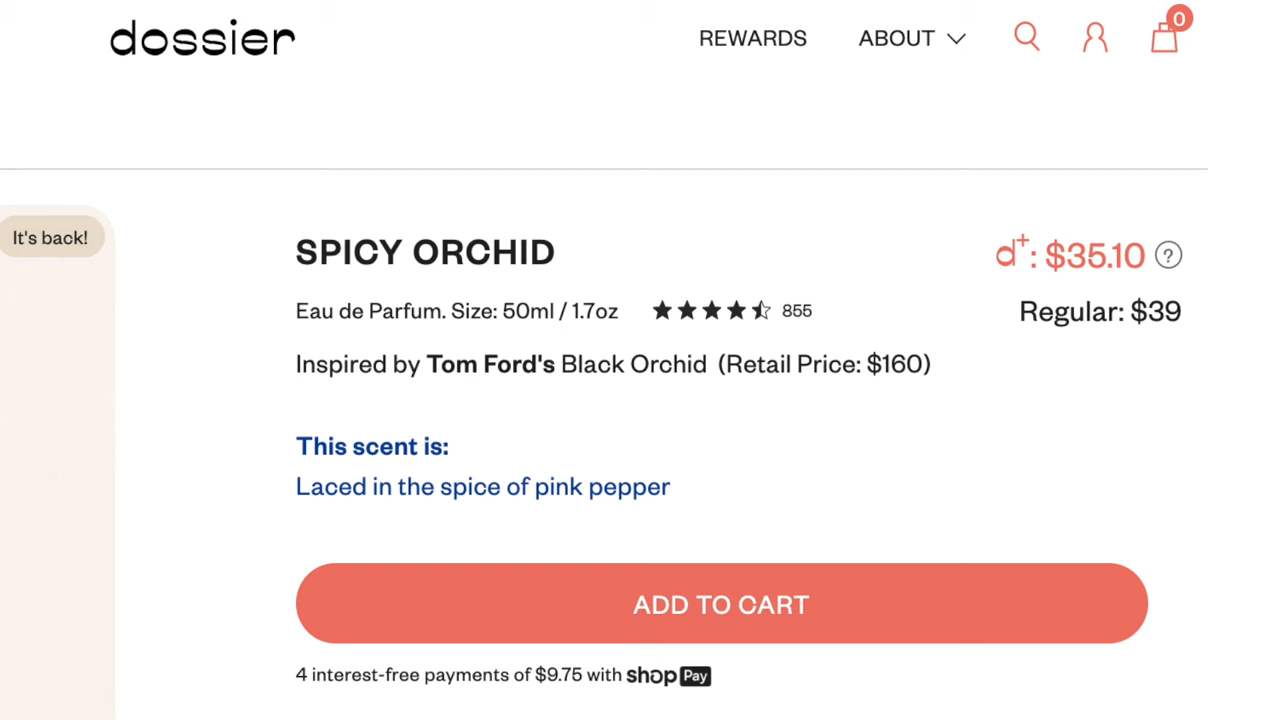 dossier
REWARDS
ABOUT
0
It's back!
SPICY ORCHID
d+: $35.10 ?
Eau de Parfum. Size: 50ml / 1.7oz
855
Regular: $39
Inspired by Tom Ford's Black Orchid (Retail Price: $160)
This scent is:
Laced in the spice of pink pepper
ADD TO CART
4 interest-free payments of $9.75 with shop Pay